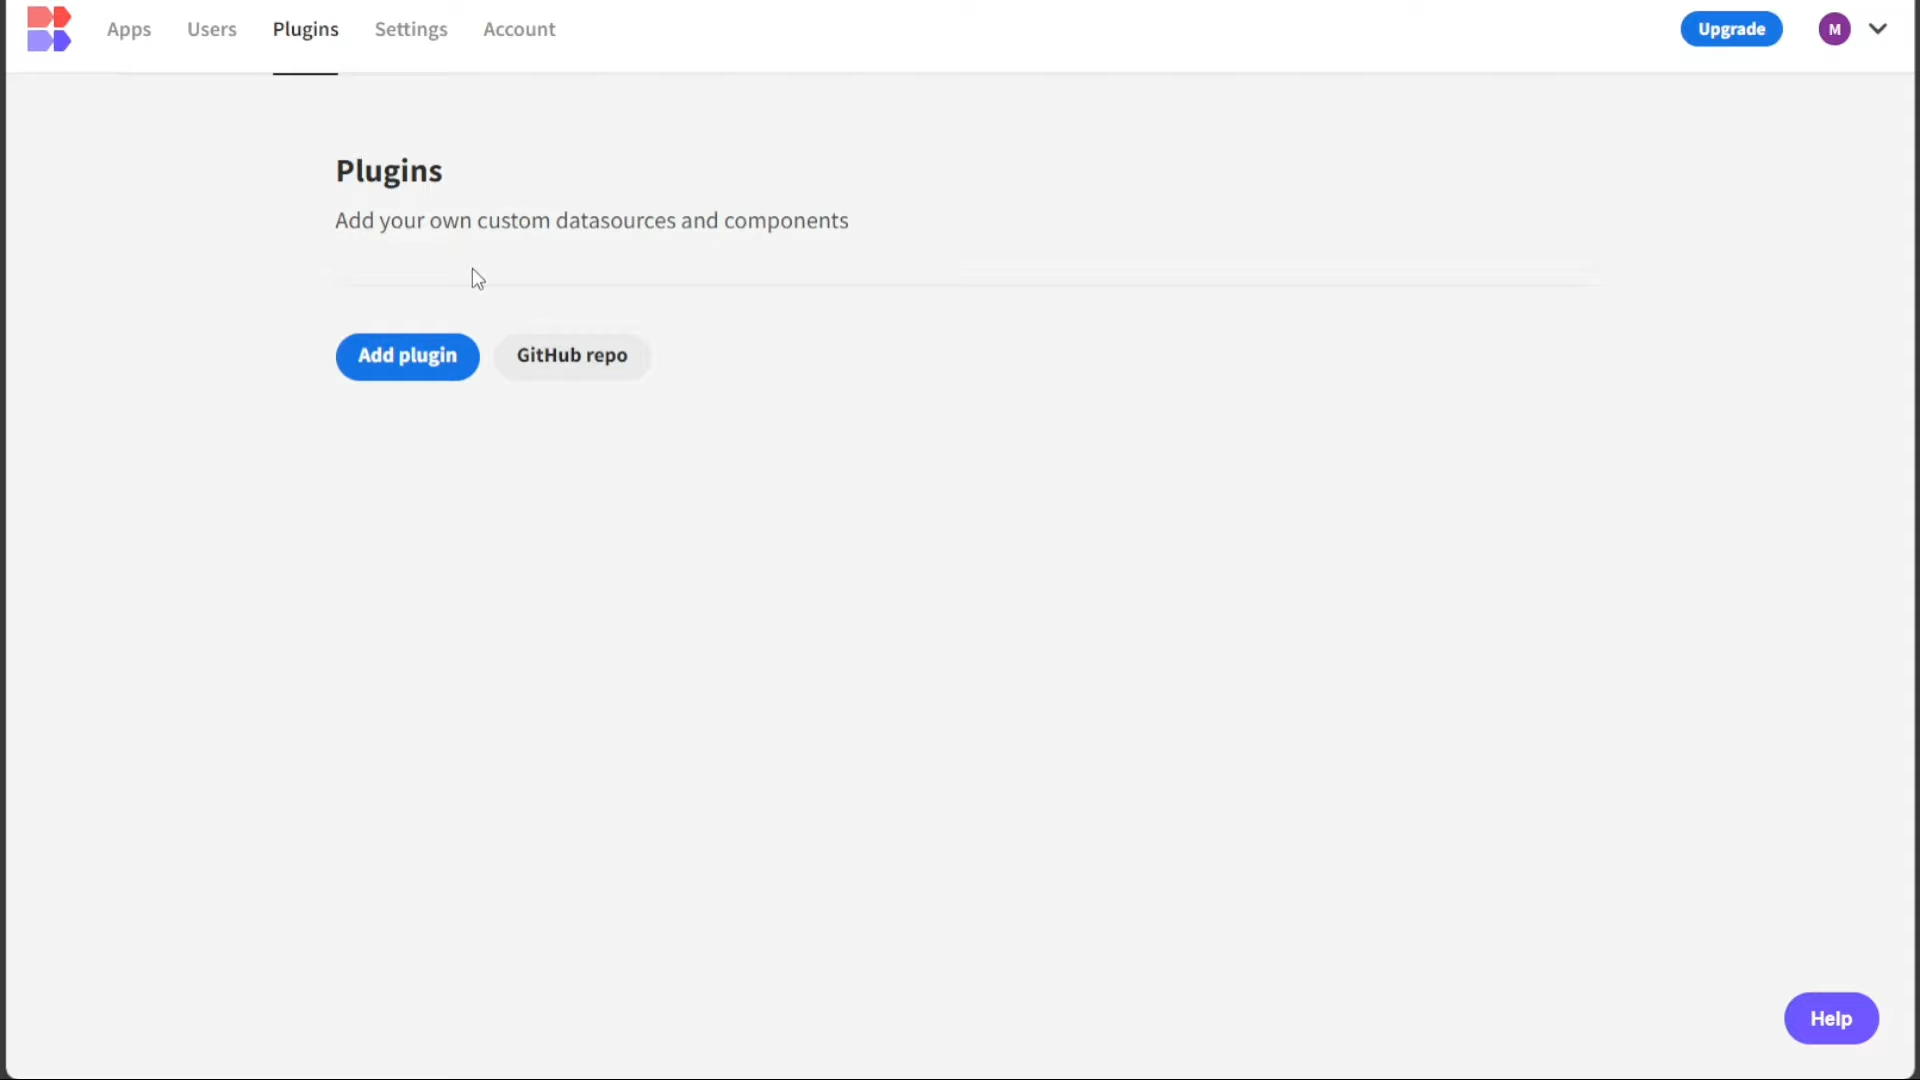 Apps Users Plugins Settings Account Upgrade M
Plugins
Add your own custom datasources and components
Add plugin GitHub repo
Help